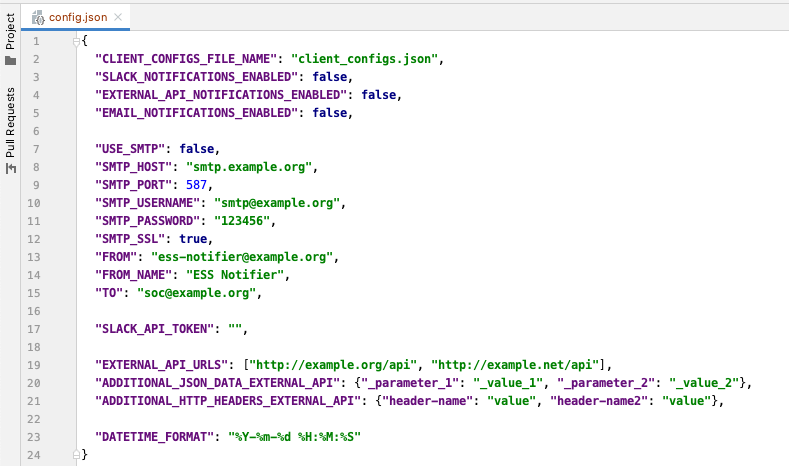 config.json
Project
Pull Requests
1 {
2 "CLIENT_CONFIGS_FILE_NAME": "client_configs.json",
3 "SLACK_NOTIFICATIONS_ENABLED": false,
4 "EXTERNAL_API_NOTIFICATIONS_ENABLED": false,
5 "EMAIL_NOTIFICATIONS_ENABLED": false,
6
7 "USE_SMTP": false,
8 "SMTP_HOST": "smtp.example.org",
9 "SMTP_PORT": 587,
10 "SMTP_USERNAME": "smtp@example.org",
11 "SMTP_PASSWORD": "123456",
12 "SMTP_SSL": true,
13 "FROM": "ess-notifier@example.org",
14 "FROM_NAME": "ESS Notifier",
15 "TO": "soc@example.org",
16
17 "SLACK_API_TOKEN": "",
18
19 "EXTERNAL_API_URLS": ["http://example.org/api", "http://example.net/api"],
20 "ADDITIONAL_JSON_DATA_EXTERNAL_API": {"_parameter_1": "_value_1", "_parameter_2": "_value_2"},
21 "ADDITIONAL_HTTP_HEADERS_EXTERNAL_API": {"header-name": "value", "header-name2": "value"},
22
23 "DATETIME_FORMAT": "%Y-%m-%d %H:%M:%S"
24 }